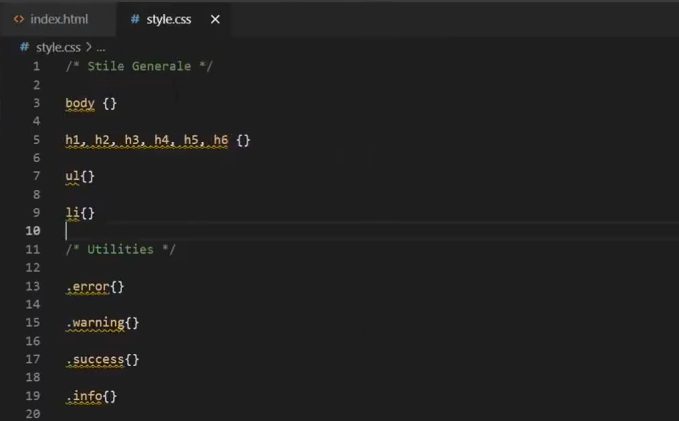 <> index.html # style.css ×
# style.css > ...
1 /* Stile Generale */
2
3 body {}
4
5 h1, h2, h3, h4, h5, h6 {}
6
7 ul{}
8
9 li{}
10
11 /* Utilities */
12
13 .error{}
14
15 .warning{}
16
17 .success{}
18
19 .info{}
20